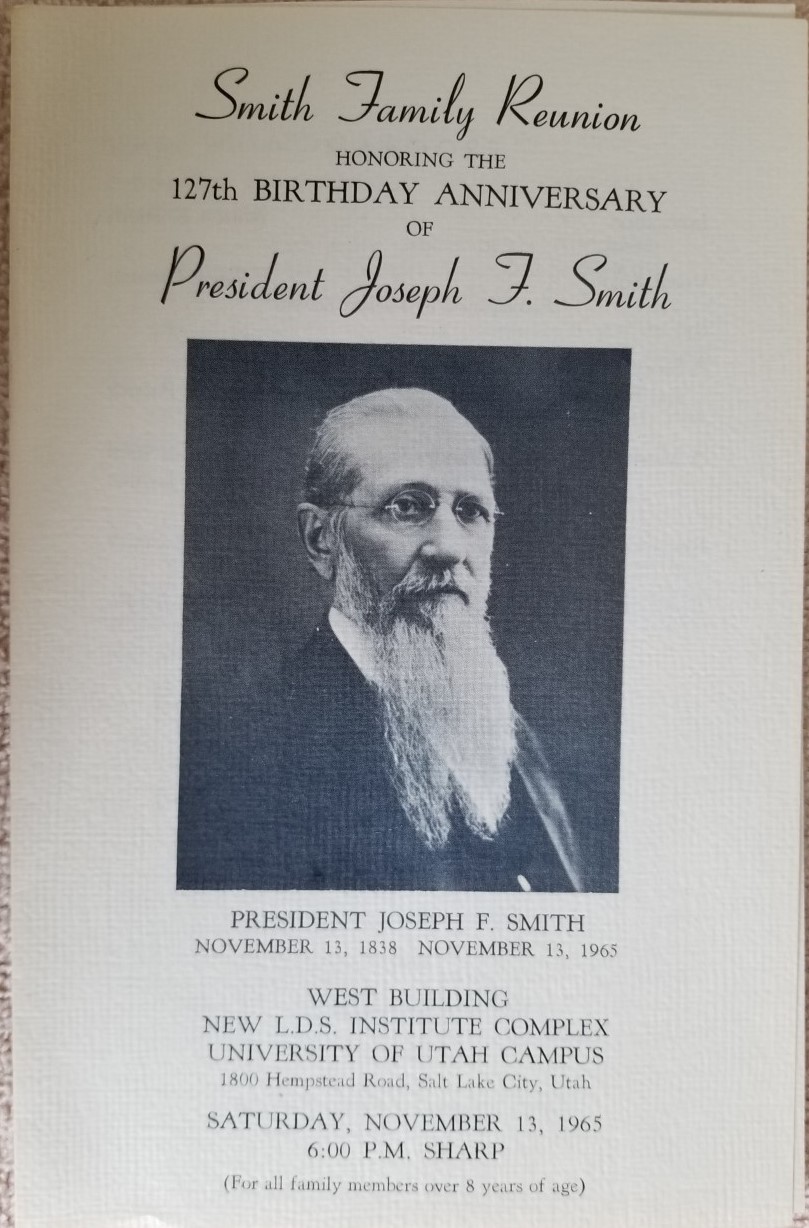 Smith Family Reunion
HONORING THE
127th BIRTHDAY ANNIVERSARY
OF
President Joseph F. Smith
PRESIDENT JOSEPH F. SMITH
NOVEMBER 13, 1838 NOVEMBER 13, 1965
WEST BUILDING
NEW L.D.S. INSTITUTE COMPLEX
UNIVERSITY OF UTAH CAMPUS
1800 Hempstead Road, Salt Lake City, Utah
SATURDAY, NOVEMBER 13, 1965
6:00 P.M. SHARP
(For all family members over 8 years of age)